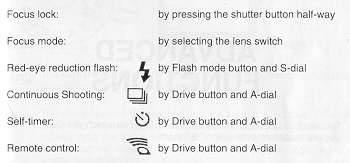 Focus lock: by pressing the shutter button half-way
Focus mode: by selecting the lens switch
Red-eye reduction flash: by Flash mode button and S-dial
Continuous Shooting: by Drive button and A-dial
Self-timer: by Drive button and A-dial
Remote control: by Drive button and A-dial